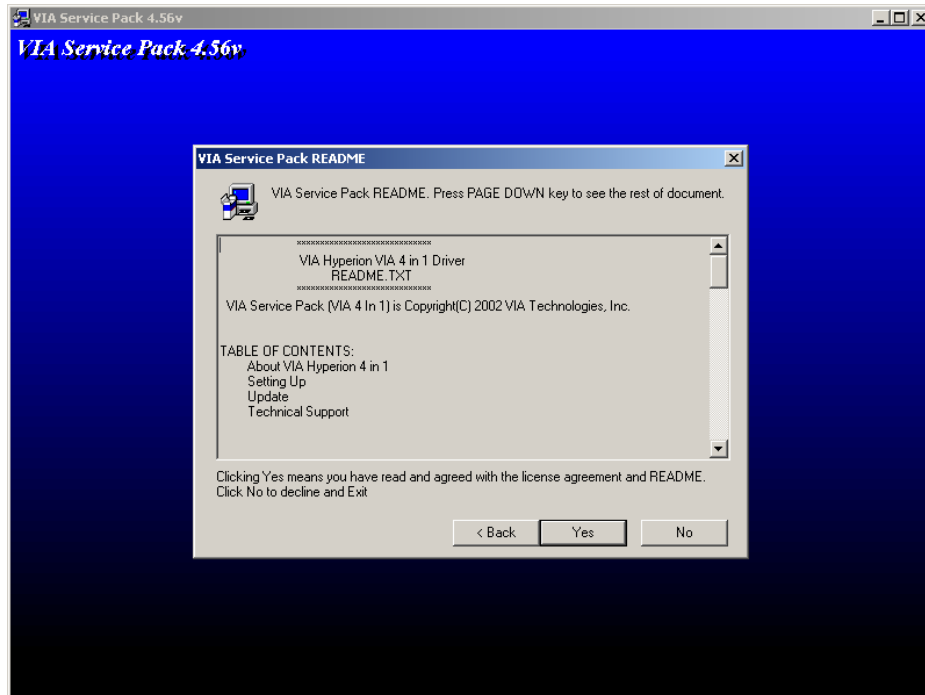 VIA Service Pack 4.56v
VIA Service Pack 4.56v
VIA Service Pack README
VIA Service Pack README. Press PAGE DOWN key to see the rest of document.
******************************
VIA Hyperion VIA 4 in 1 Driver
README.TXT
******************************
VIA Service Pack (VIA 4 In 1) is Copyright(C) 2002 VIA Technologies, Inc.
TABLE OF CONTENTS:
About VIA Hyperion 4 in 1
Setting Up
Update
Technical Support
Clicking Yes means you have read and agreed with the license agreement and README.
Click No to decline and Exit
< Back
Yes
No